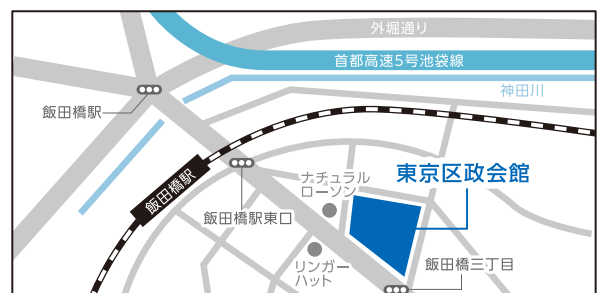 外堀通り
首都高速5号池袋線
神田川
飯田橋駅
飯田橋駅
東京区政会館
ナチュラル
ローソン
飯田橋駅東口
リンガー
ハット
飯田橋三丁目